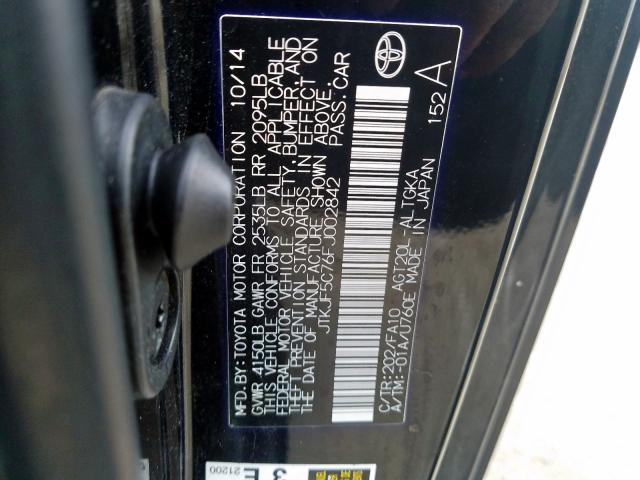 MFD.BY:TOYOTA MOTOR CORPORATION 10/14
GVWR 4150LB GAWR FR 2535LB RR 2095LB
THIS VEHICLE CONFORMS TO ALL APPLICABLE
FEDERAL MOTOR VEHICLE SAFETY,BUMPER,AND
THEFT PREVENTION STANDARDS IN EFFECT ON
THE DATE OF MANUFACTURE SHOWN ABOVE.
JTKJF5C76FJ002842 PASS.CAR
C/TR:202/FA10 AGT20L-ALTGKA
A/TM:-01A/U760E MADE IN JAPAN
152 A
21200
3
E